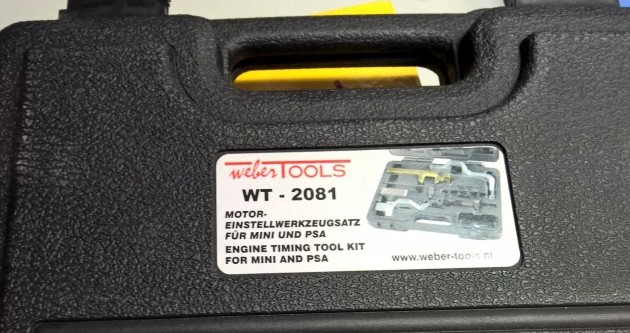 weberTOOLS
WT - 2081
MOTOR-
EINSTELLWERKZEUGSATZ
FÜR MINI UND PSA
ENGINE TIMING TOOL KIT
FOR MINI AND PSA
www.weber-tools.nl